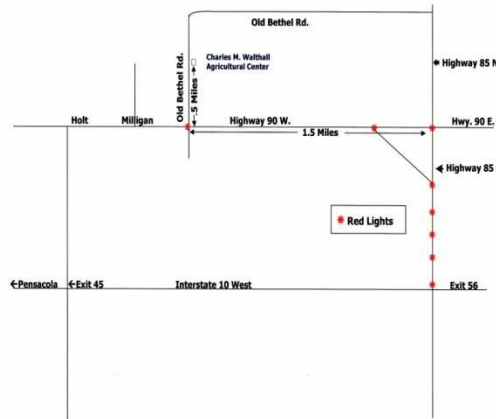 Old Bethel Rd.
Old Bethel Rd.
Charles M. Walthall
Agricultural Center
.5 Miles
Highway 85 N
Holt
Milligan
Highway 90 W.
Hwy. 90 E.
1.5 Miles
Highway 85
Red Lights
Pensacola
Exit 45
Interstate 10 West
Exit 56